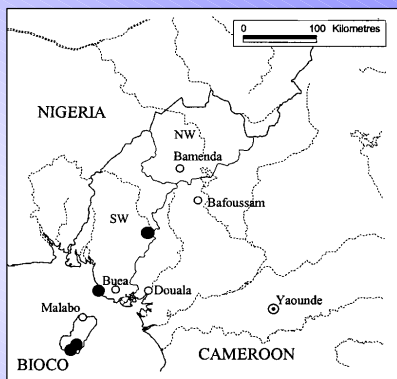 0 100 Kilometres
NIGERIA
NW
Bamenda
Bafoussam
SW
Buea
Douala
Malabo
Yaounde
BIOCO
CAMEROON